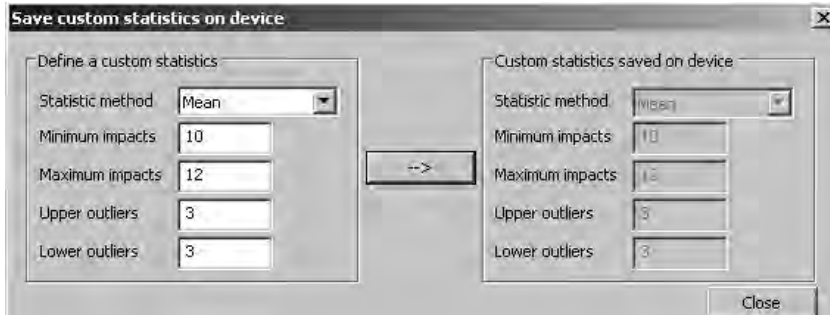 Save custom statistics on device
Define a custom statistics
Statistic method Mean
Minimum impacts 10
Maximum impacts 12
Upper outliers 3
Lower outliers 3
-->
Custom statistics saved on device
Statistic method Mean
Minimum impacts 10
Maximum impacts
Upper outliers 3
Lower outliers 3
Close